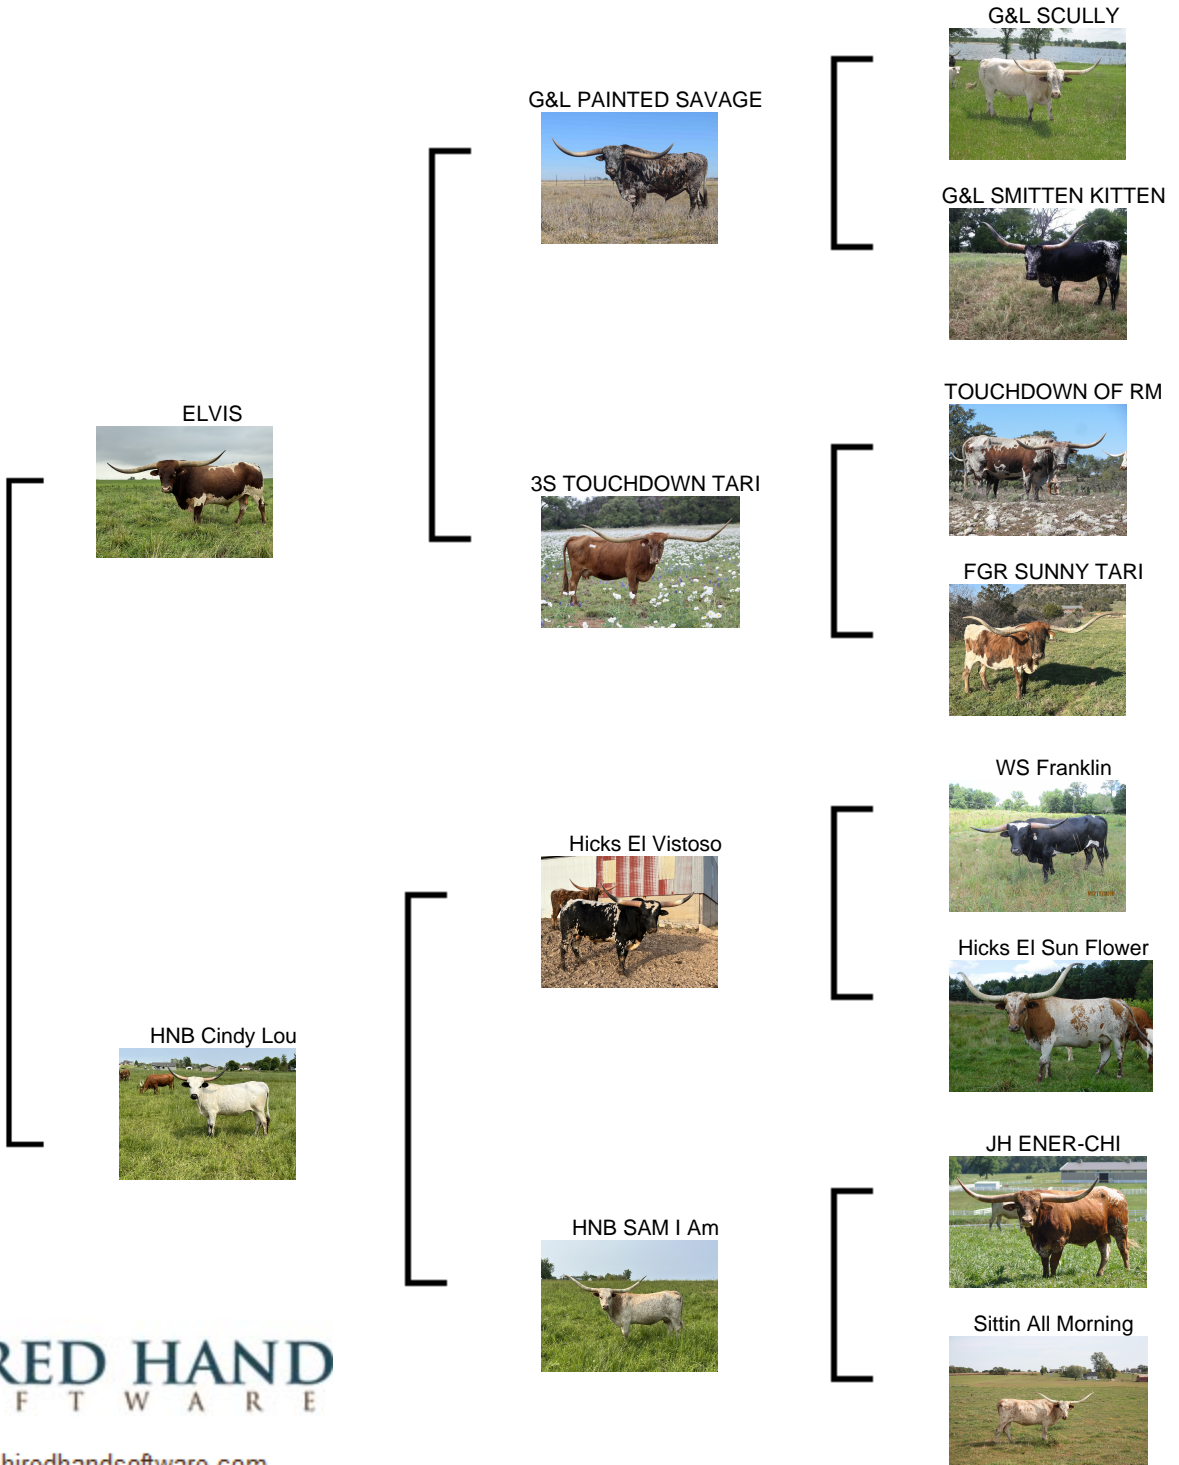 G&L SCULLY
G&L PAINTED SAVAGE
G&L SMITTEN KITTEN
ELVIS
TOUCHDOWN OF RM
3S TOUCHDOWN TARI
FGR SUNNY TARI
WS Franklin
Hicks El Vistoso
Hicks El Sun Flower
HNB Cindy Lou
JH ENER-CHI
HNB SAM I Am
Sittin All Morning
RED HAND
F T W A R E
hiredhandsoftware.com